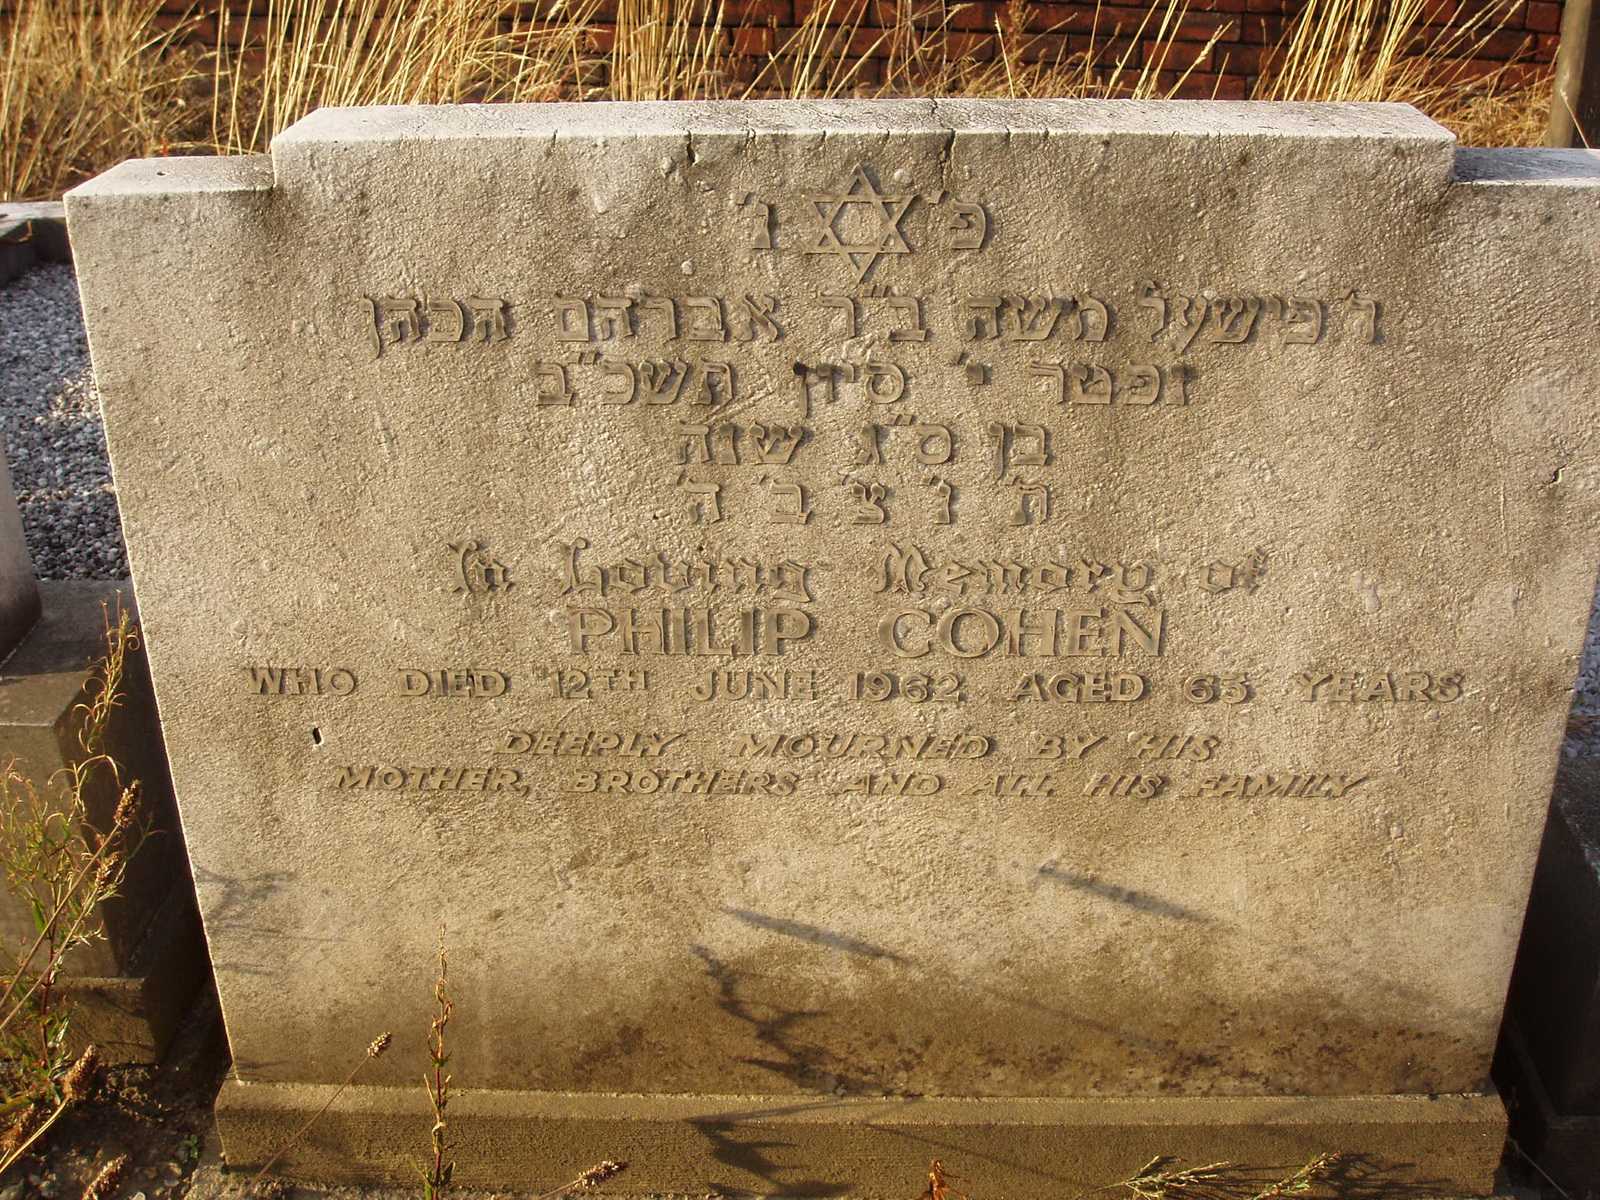 פ' נ'
ר' פישעל משה ב"ר אברהם הכהן
נפטר י' סיון תשכ"ב
בן ס"ג שנה
ת' נ' צ' ב' ה'
In Loving Memory of
PHILIP COHEN
WHO DIED 12TH JUNE 1962 AGED 63 YEARS
DEEPLY MOURNED BY HIS
MOTHER, BROTHERS AND ALL HIS FAMILY